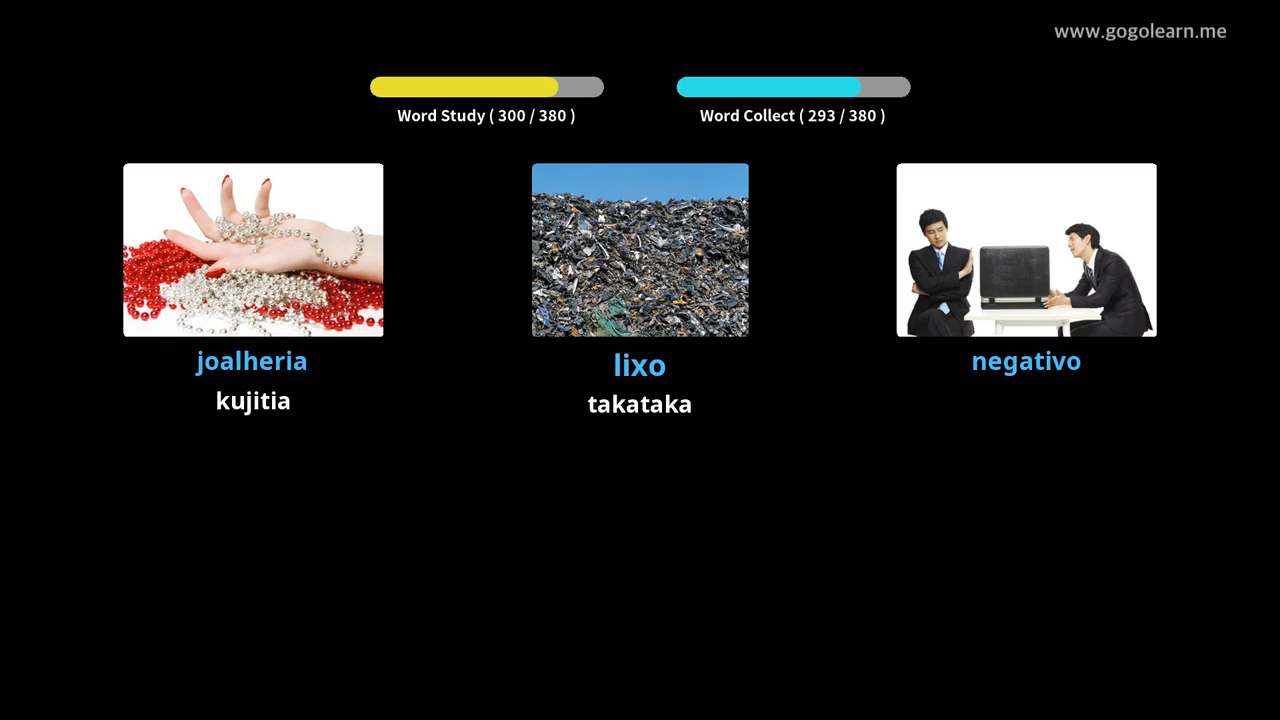 www.gogolearn.me
Word Study ( 300 / 380 )
Word Collect ( 293 / 380 )
joalheria
kujitia
lixo
takataka
negativo